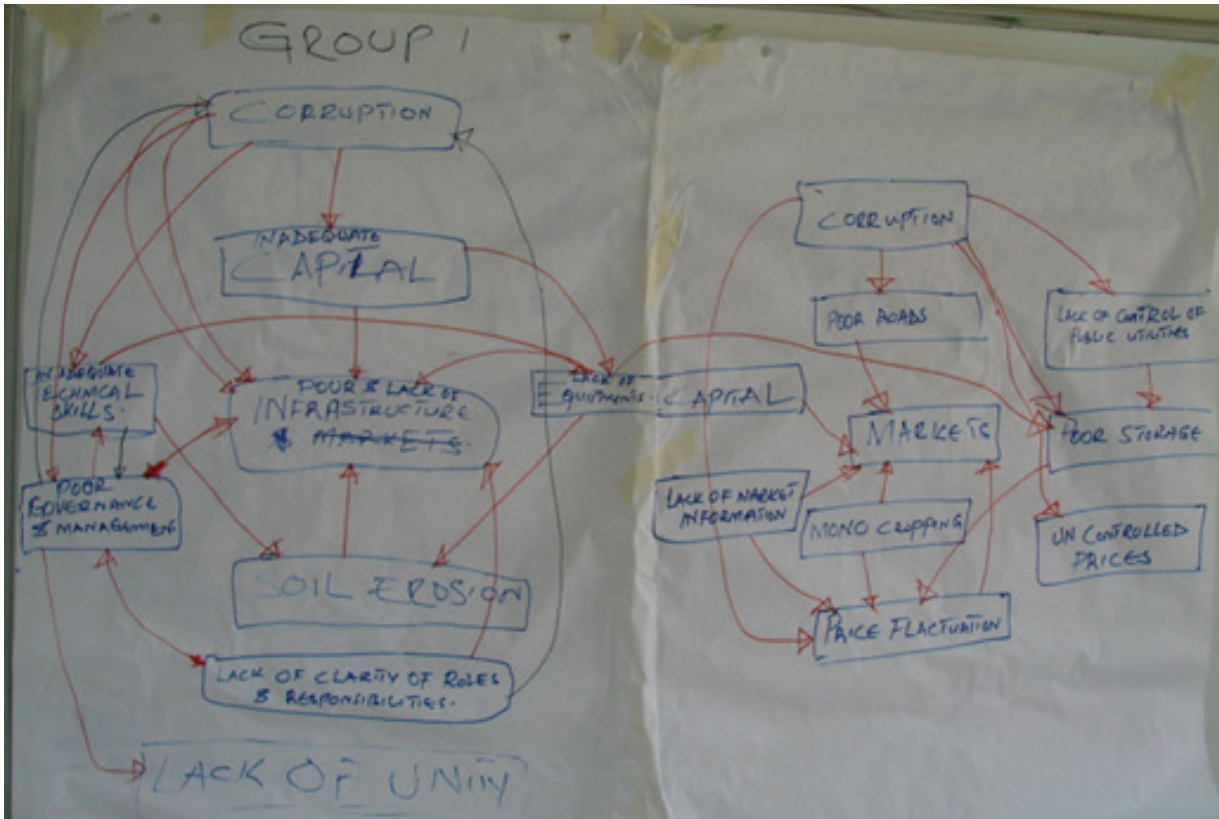 GROUP 1
CORRUPTION
INADEQUATE
CAPITAL
INADEQUATE
TECHNICAL
SKILLS.
POOR & LACK OF
INFRASTRUCTURE
& MARKETS.
LACK OF
EQUIPMENTS.
POOR
GOVERNANCE
& MANAGEMENT
SOIL EROSION
LACK OF CLARITY OF ROLES
& RESPONSIBILITIES.
LACK OF UNITY
CORRUPTION
POOR ROADS
LACK OF CONTROL OF
PUBLIC UTILITIES
CAPITAL
MARKETS
POOR STORAGE
LACK OF MARKET
INFORMATION
MONO CROPPING
UN CONTROLLED
PRICES
PRICE FLACTUATION